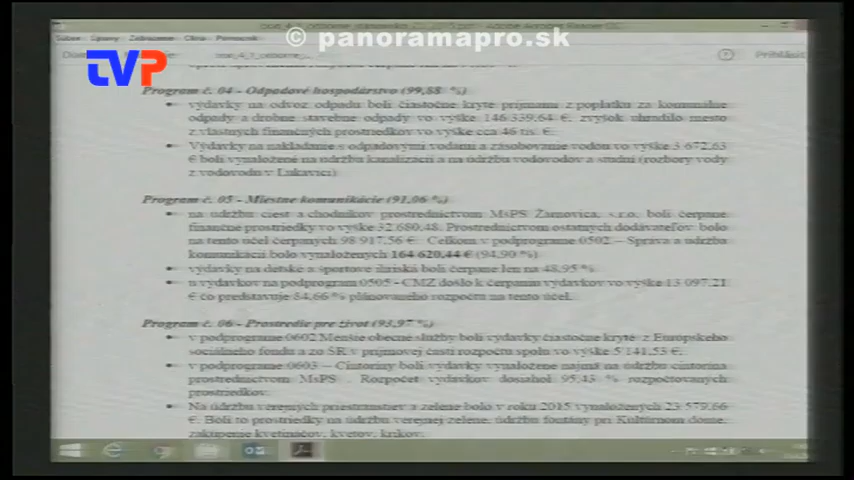 © panoramapro.sk
TVP
Program č. 04 - Odpadové hospodárstvo (99,88 %)
výdavky na odvoz odpadu boli čiastočne kryté príjmami z poplatku za komunálne
odpady a drobne stavebne odpady vo výške 146 339,64 €, zvyšok uhradilo mesto
z vlastných finančných prostriedkov vo výške cca 46 tis. €.
Výdavky na nakladanie s odpadovými vodami a zásobovanie vodou vo výške 3 672,63
€ boli vynaložené na údržbu kanalizácií a na údržbu vodovodov a studní (rozbory vody
z vodovodu v Lukavici)
Program č. 05 - Miestne komunikácie (91,06 %)
na údržbu ciest a chodníkov prostredníctvom MsPS Žarnovica, s.r.o. boli čerpané
finančné prostriedky vo výške 32 680,48. Prostredníctvom ostatných dodávateľov bolo
na tento účel čerpaných 98 917,56 €. Celkom v podprograme 0502 – Správa a údržba
komunikácií bolo vynaložených 164 620,44 € (94,90 %)
výdavky na detské a športové ihriská boli čerpane len na 48,95 %.
u výdavkov na podprogram 0505 - CMZ došlo k čerpaniu výdavkov vo výške 13 097,21
€ čo predstavuje 84,66 % plánovaného rozpočtu na tento účel.
Program č. 06 - Prostredie pre život (93,97 %)
v podprograme 0602 Menšie obecné služby boli výdavky čiastočne kryté z Európskeho
sociálneho fondu a zo ŠR v príjmovej časti rozpočtu spolu vo výške 5 141,53 €.
v podprograme 0603 – Cintoríny boli výdavky vynaložené najmä na údržbu cintorína
prostredníctvom MsPS . Rozpočet výdavkov dosiahol 95,43 % rozpočtovaných
prostriedkov.
Na údržbu verejných priestranstiev a zelene bolo v roku 2015 vynaložených 23 579,66
€. Boli to prostriedky na údržbu verejnej zelene, údržbu fontány pri Kultúrnom dome,
zakúpenie kvetináčov, kvetov, kríkov.